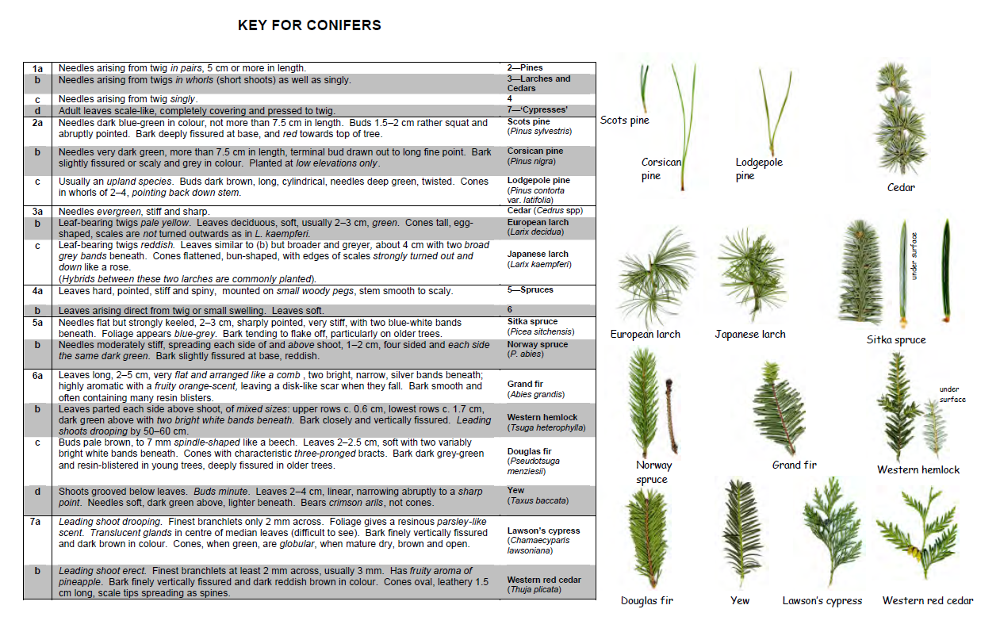 KEY FOR CONIFERS
1a Needles arising from twig in pairs, 5 cm or more in length. 2—Pines
b Needles arising from twigs in whorls (short shoots) as well as singly. 3—Larches and
Cedars
c Needles arising from twig singly. 4
d Adult leaves scale-like, completely covering and pressed to twig. 7—‘Cypresses’
2a Needles dark blue-green in colour, not more than 7.5 cm in length. Buds 1.5–2 cm rather squat and
abruptly pointed. Bark deeply fissured at base, and red towards top of tree.
Scots pine
(Pinus sylvestris)
b Needles very dark green, more than 7.5 cm in length, terminal bud drawn out to long fine point. Bark
slightly fissured or scaly and grey in colour. Planted at low elevations only.
Corsican pine
(Pinus nigra)
c Usually an upland species. Buds dark brown, long, cylindrical, needles deep green, twisted. Cones
in whorls of 2–4, pointing back down stem.
Lodgepole pine
(Pinus contorta
var. latifolia)
3a Needles evergreen, stiff and sharp. Cedar (Cedrus spp)
b Leaf-bearing twigs pale yellow. Leaves deciduous, soft, usually 2–3 cm, green. Cones tall, egg-
shaped, scales are not turned outwards as in L. kaempferi.
European larch
(Larix decidua)
c Leaf-bearing twigs reddish. Leaves similar to (b) but broader and greyer, about 4 cm with two broad
grey bands beneath. Cones flattened, bun-shaped, with edges of scales strongly turned out and
down like a rose.
(Hybrids between these two larches are commonly planted).
Japanese larch
(Larix kaempferi)
4a Leaves hard, pointed, stiff and spiny, mounted on small woody pegs, stem smooth to scaly. 5—Spruces
b Leaves arising direct from twig or small swelling. Leaves soft. 6
5a Needles flat but strongly keeled, 2–3 cm, sharply pointed, very stiff, with two blue-white bands
beneath. Foliage appears blue-grey. Bark tending to flake off, particularly on older trees.
Sitka spruce
(Picea sitchensis)
b Needles moderately stiff, spreading each side of and above shoot, 1–2 cm, four sided and each side
the same dark green. Bark slightly fissured at base, reddish.
Norway spruce
(P. abies)
6a Leaves long, 2–5 cm, very flat and arranged like a comb , two bright, narrow, silver bands beneath;
highly aromatic with a fruity orange-scent, leaving a disk-like scar when they fall. Bark smooth and
often containing many resin blisters.
Grand fir
(Abies grandis)
b Leaves parted each side above shoot, of mixed sizes: upper rows c. 0.6 cm, lowest rows c. 1.7 cm,
dark green above with two bright white bands beneath. Bark closely and vertically fissured. Leading
shoots drooping by 50–60 cm.
Western hemlock
(Tsuga heterophylla)
c Buds pale brown, to 7 mm spindle-shaped like a beech. Leaves 2–2.5 cm, soft with two variably
bright white bands beneath. Cones with characteristic three-pronged bracts. Bark dark grey-green
and resin-blistered in young trees, deeply fissured in older trees.
Douglas fir
(Pseudotsuga
menziesii)
d Shoots grooved below leaves. Buds minute. Leaves 2–4 cm, linear, narrowing abruptly to a sharp
point. Needles soft, dark green above, lighter beneath. Bears crimson arils, not cones.
Yew
(Taxus baccata)
7a Leading shoot drooping. Finest branchlets only 2 mm across. Foliage gives a resinous parsley-like
scent. Translucent glands in centre of median leaves (difficult to see). Bark finely vertically fissured
and dark brown in colour. Cones, when green, are globular, when mature dry, brown and open.
Lawson’s cypress
(Chamaecyparis
lawsoniana)
b Leading shoot erect. Finest branchlets at least 2 mm across, usually 3 mm. Has fruity aroma of
pineapple. Bark finely vertically fissured and dark reddish brown in colour. Cones oval, leathery 1.5
cm long, scale tips spreading as spines.
Western red cedar
(Thuja plicata)
Scots pine
Corsican
pine
Lodgepole
pine
Cedar
European larch
Japanese larch
under surface
Sitka spruce
Norway
spruce
Grand fir
under
surface
Western hemlock
Douglas fir
Yew
Lawson’s cypress
Western red cedar